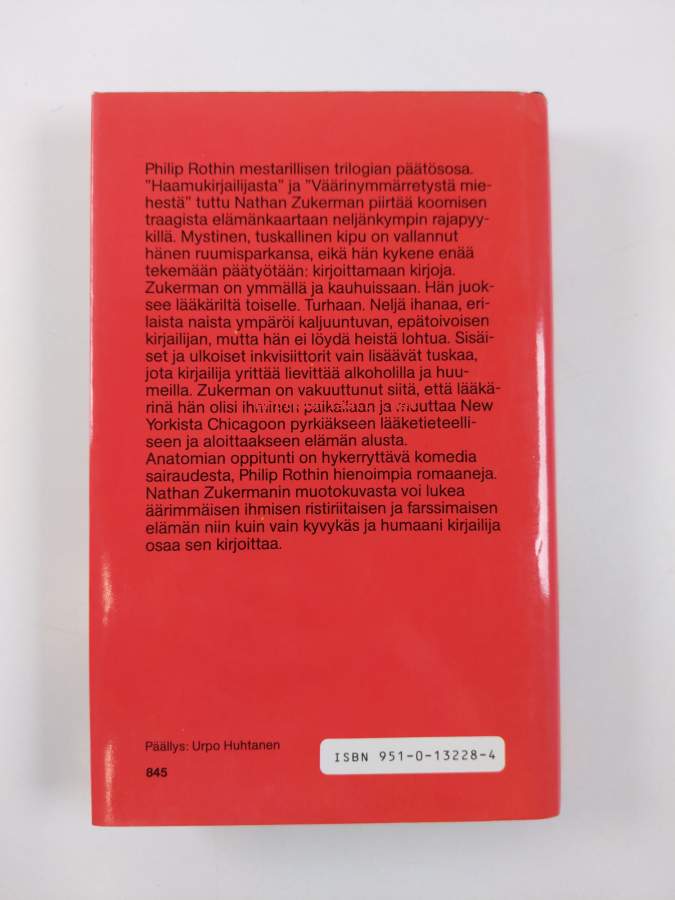 Philip Rothin mestarillisen trilogian päätösosa.
"Haamukirjailijasta" ja "Väärinymmärretystä mie-
hestä" tuttu Nathan Zukerman piirtää koomisen
traagista elämänkaartaan neljänkympin rajapyy-
killä. Mystinen, tuskallinen kipu on vallannut
hänen ruumisparkansa, eikä hän kykene enää
tekemään päätyötään: kirjoittamaan kirjoja.
Zukerman on ymmällä ja kauhuissaan. Hän juok-
see lääkäriltä toiselle. Turhaan. Neljä ihanaa, eri-
laista naista ympäröi kaljuuntuvan, epätoivoisen
kirjailijan, mutta hän ei löydä heistä lohtua. Sisäi-
set ja ulkoiset inkvisiittorit vain lisäävät tuskaa,
jota kirjailija yrittää lievittää alkoholilla ja huu-
meilla. Zukerman on vakuuttunut siitä, että lääkä-
rinä hän olisi ihminen paikallaan ja muuttaa New
Yorkista Chicagoon pyrkiäkseen lääketieteelli-
seen ja aloittaakseen elämän alusta.
Anatomian oppitunti on hykerryttävä komedia
sairaudesta, Philip Rothin hienoimpia romaaneja.
Nathan Zukermanin muotokuvasta voi lukea
äärimmäisen ihmisen ristiriitaisen ja farssimaisen
elämän niin kuin vain kyvykäs ja humaani kirjailija
osaa sen kirjoittaa.
Päällys: Urpo Huhtanen
845
ISBN 951-0-13228-4